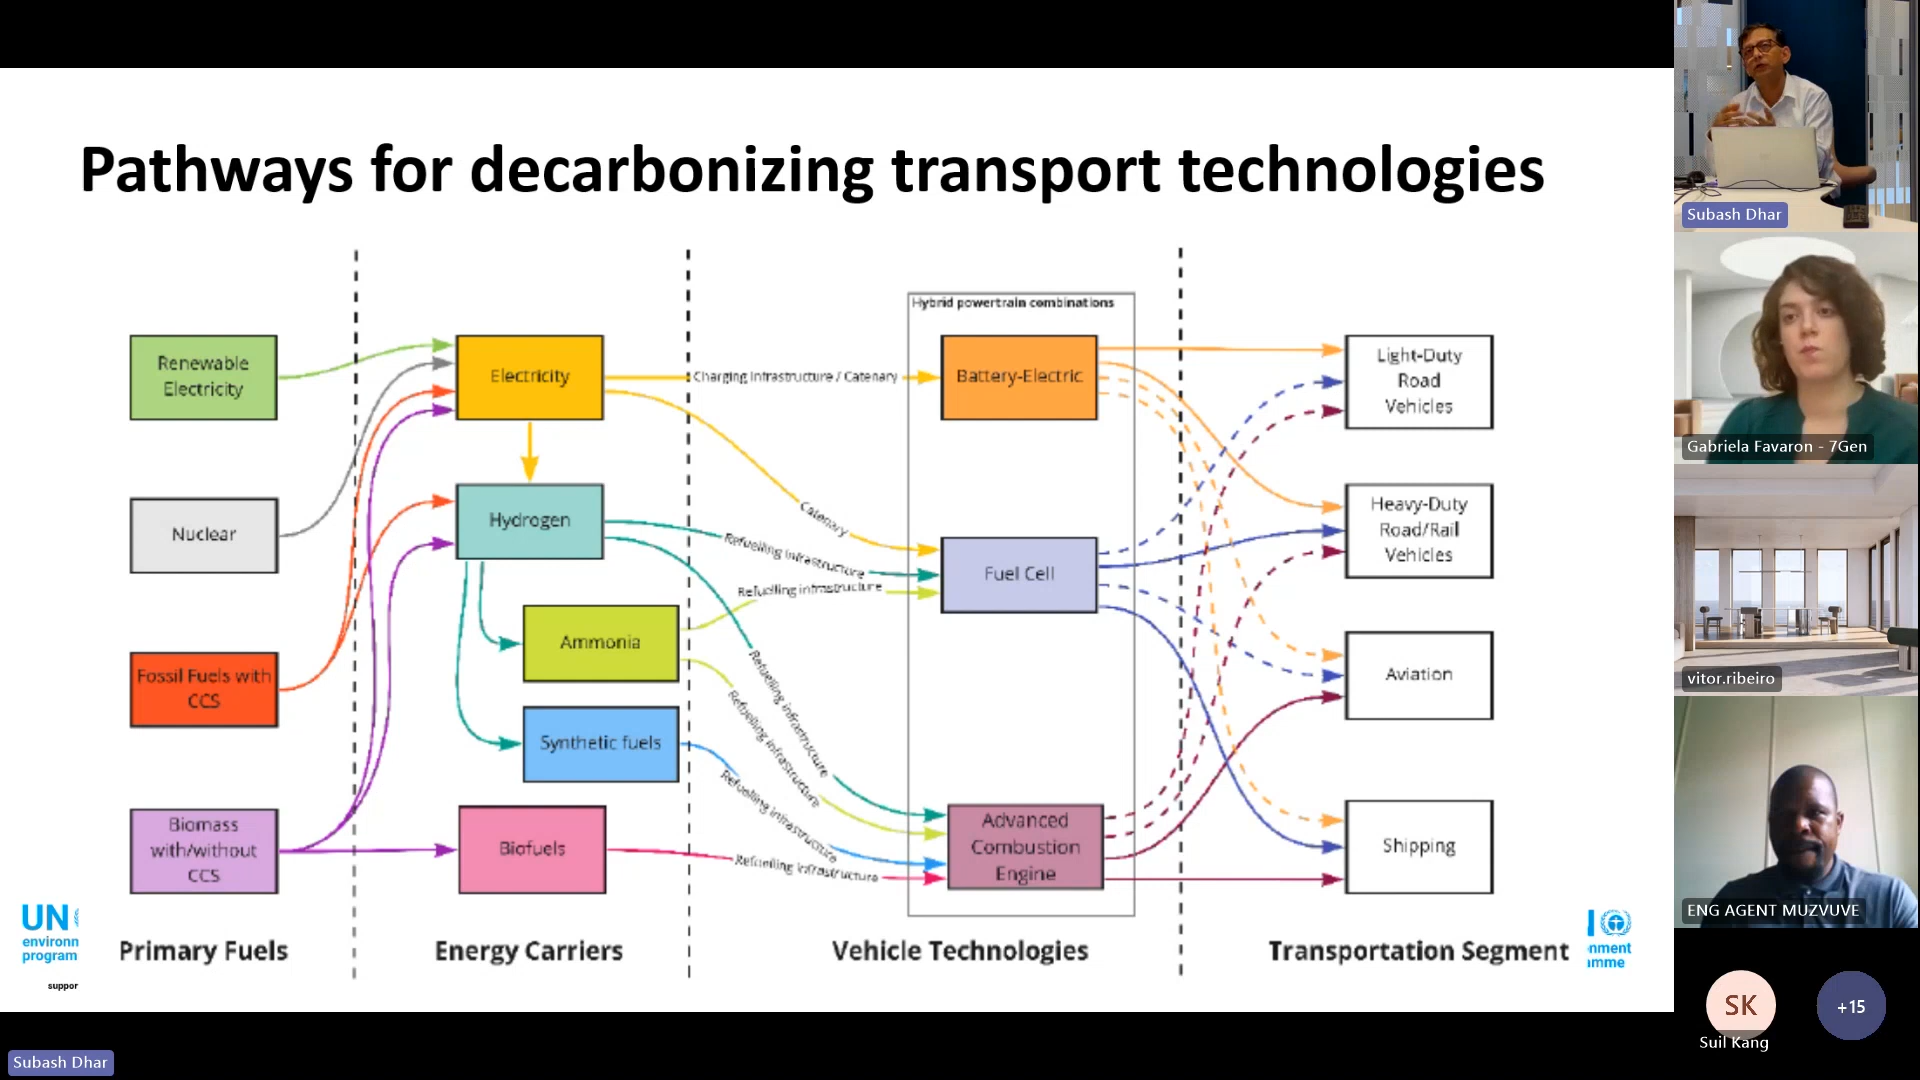 Pathways for decarbonizing transport technologies
Hybrid powertrain combinations
Renewable
Electricity
Nuclear
Fossil Fuels with
CCS
Biomass
with/without
CCS
Electricity
Hydrogen
Ammonia
Synthetic fuels
Biofuels
Charging Infrastructure / Catenary
Catenary
Refuelling infrastructure
Refuelling infrastructure
Refuelling infrastructure
Refuelling infrastructure
Refuelling infrastructure
Refuelling infrastructure
Battery-Electric
Fuel Cell
Advanced
Combustion
Engine
Light-Duty
Road
Vehicles
Heavy-Duty
Road/Rail
Vehicles
Aviation
Shipping
Primary Fuels
Energy Carriers
Vehicle Technologies
Transportation Segment
UN
environn
program
suppor
nment
amme
Subash Dhar
Subash Dhar
Gabriela Favaron - 7Gen
vitor.ribeiro
ENG AGENT MUZVUVE
SK
Suil Kang
+15